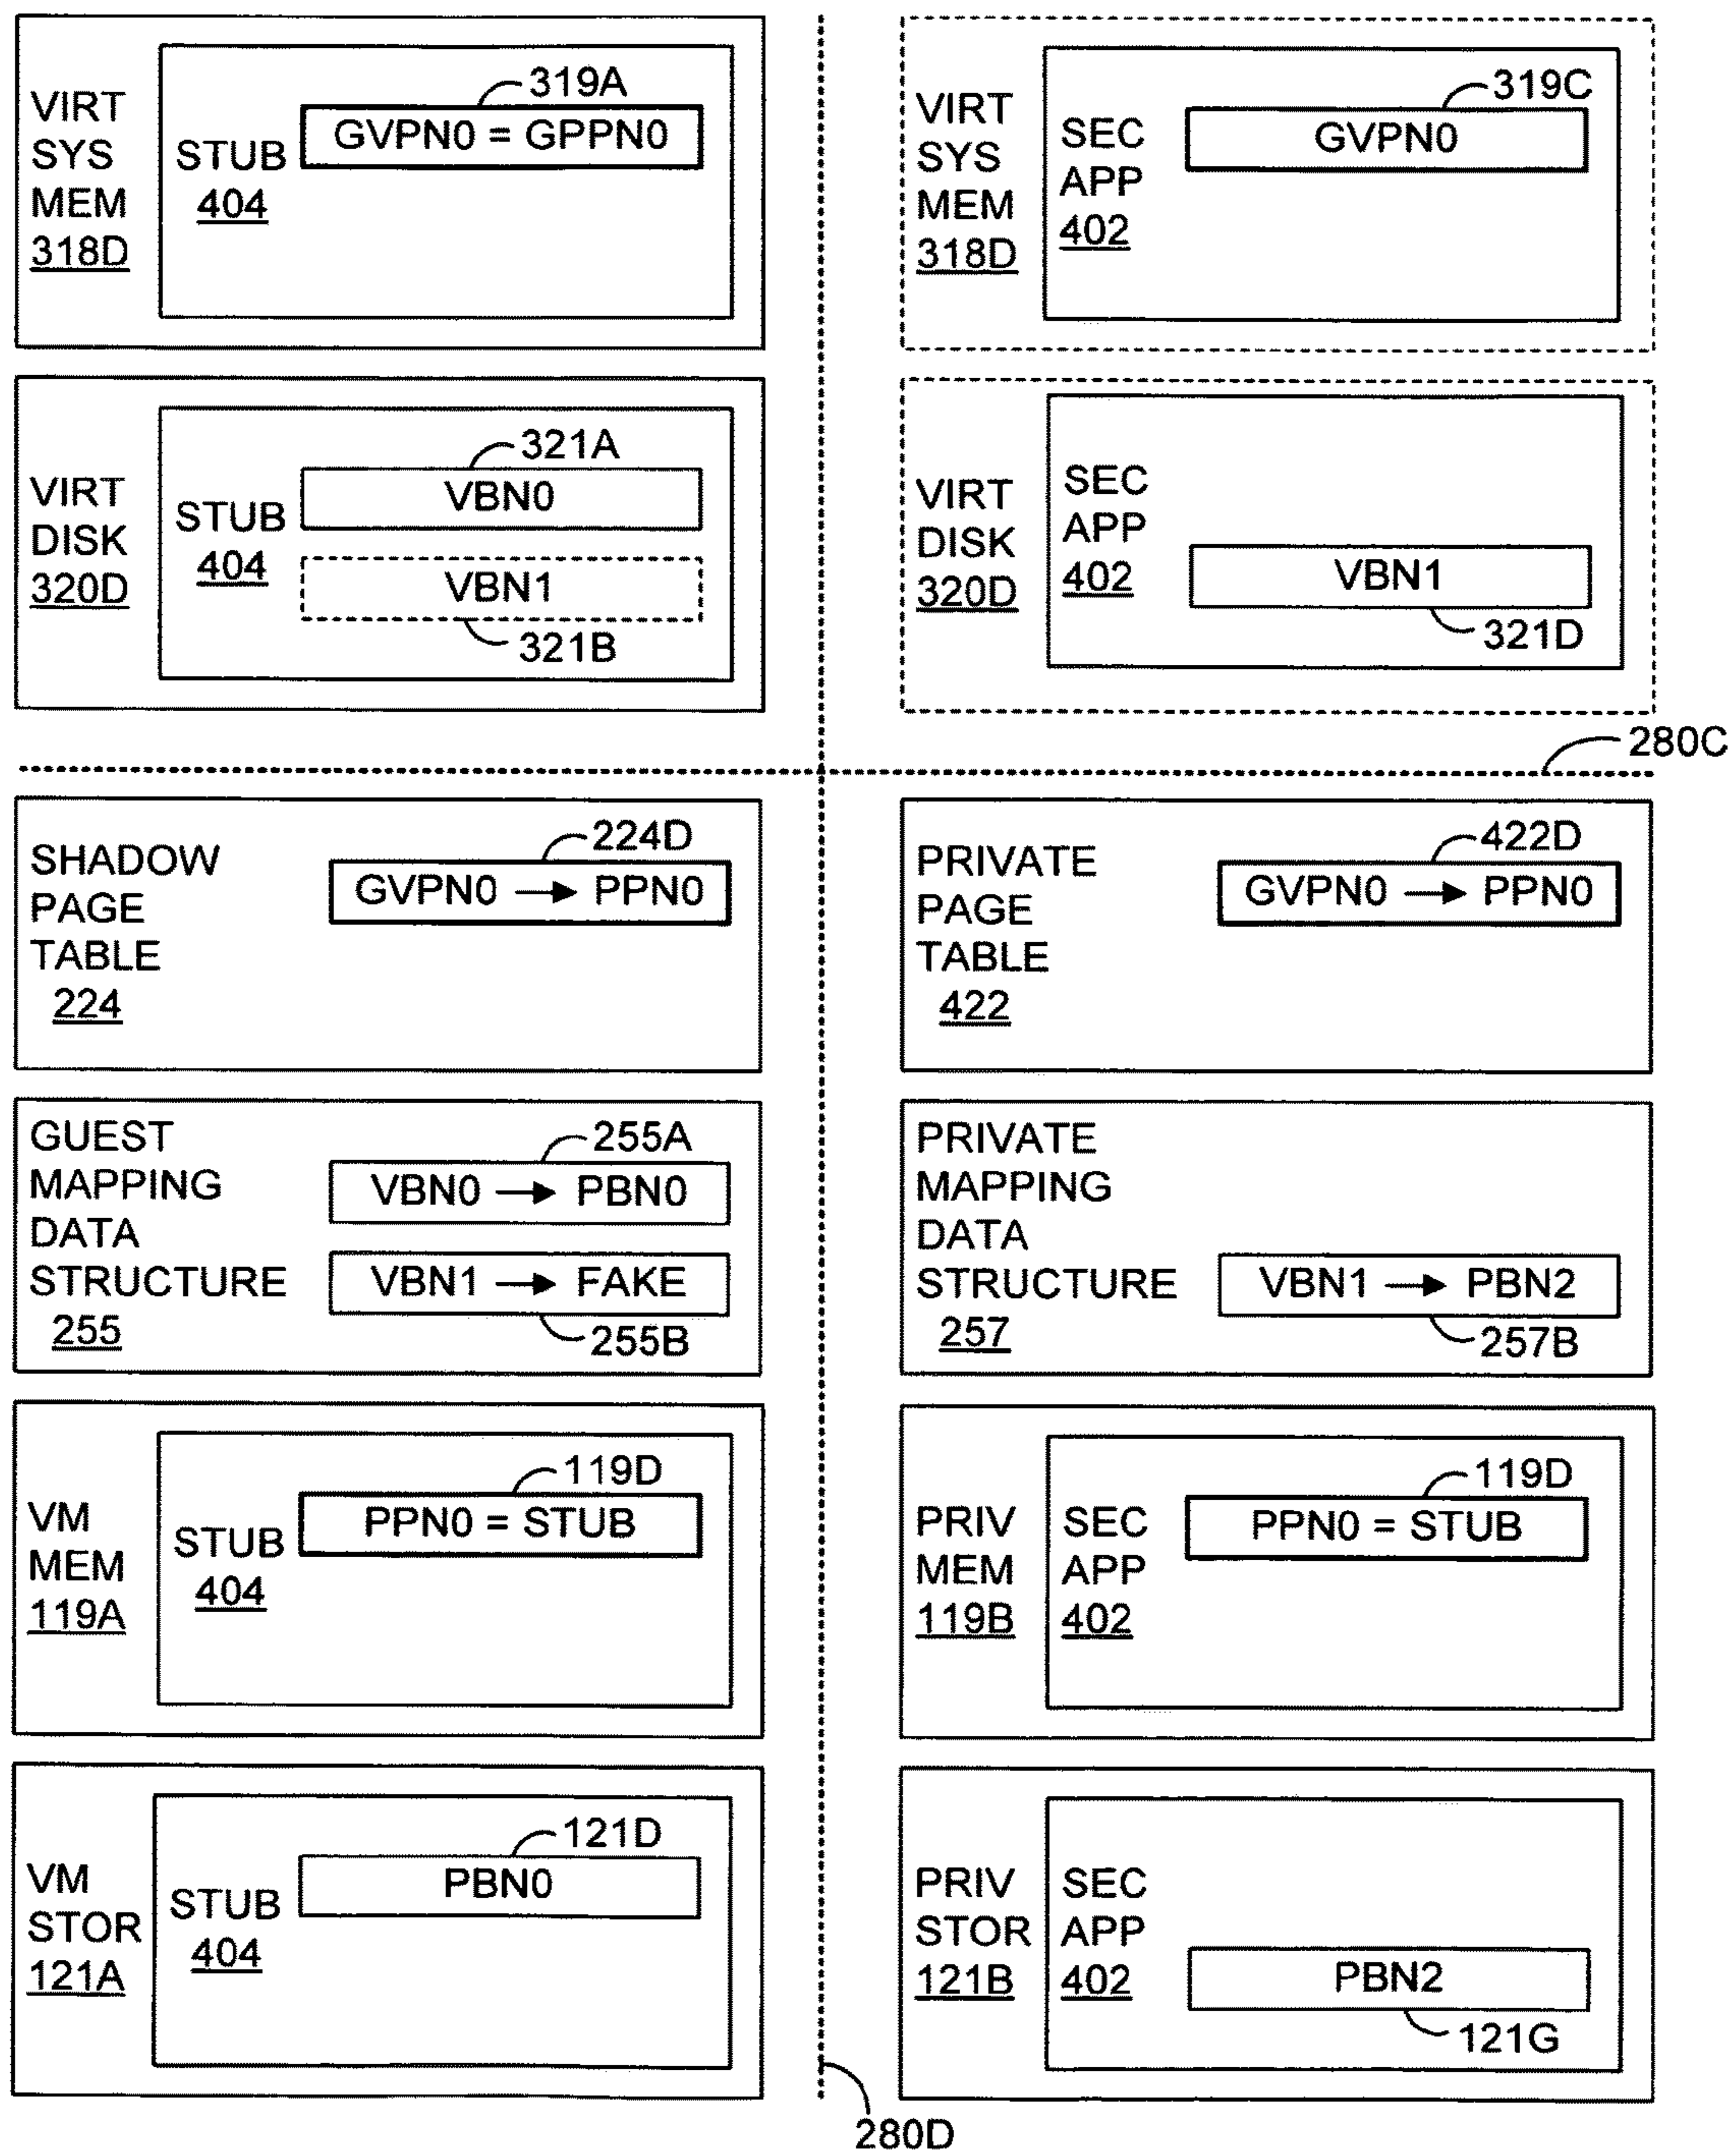 VIRT
SYS
MEM
318D
STUB
404
319A
GVPN0 = GPPN0
VIRT
SYS
MEM
318D
SEC
APP
402
319C
GVPN0
VIRT
DISK
320D
STUB
404
321A
VBN0
VBN1
321B
VIRT
DISK
320D
SEC
APP
402
VBN1
321D
280C
SHADOW
PAGE
TABLE
224
224D
GVPN0 → PPN0
PRIVATE
PAGE
TABLE
422
422D
GVPN0 → PPN0
GUEST
MAPPING
DATA
STRUCTURE
255
255A
VBN0 → PBN0
VBN1 → FAKE
255B
PRIVATE
MAPPING
DATA
STRUCTURE
257
VBN1 → PBN2
257B
VM
MEM
119A
STUB
404
119D
PPN0 = STUB
PRIV
MEM
119B
SEC
APP
402
119D
PPN0 = STUB
VM
STOR
121A
STUB
404
121D
PBN0
PRIV
STOR
121B
SEC
APP
402
PBN2
121G
280D